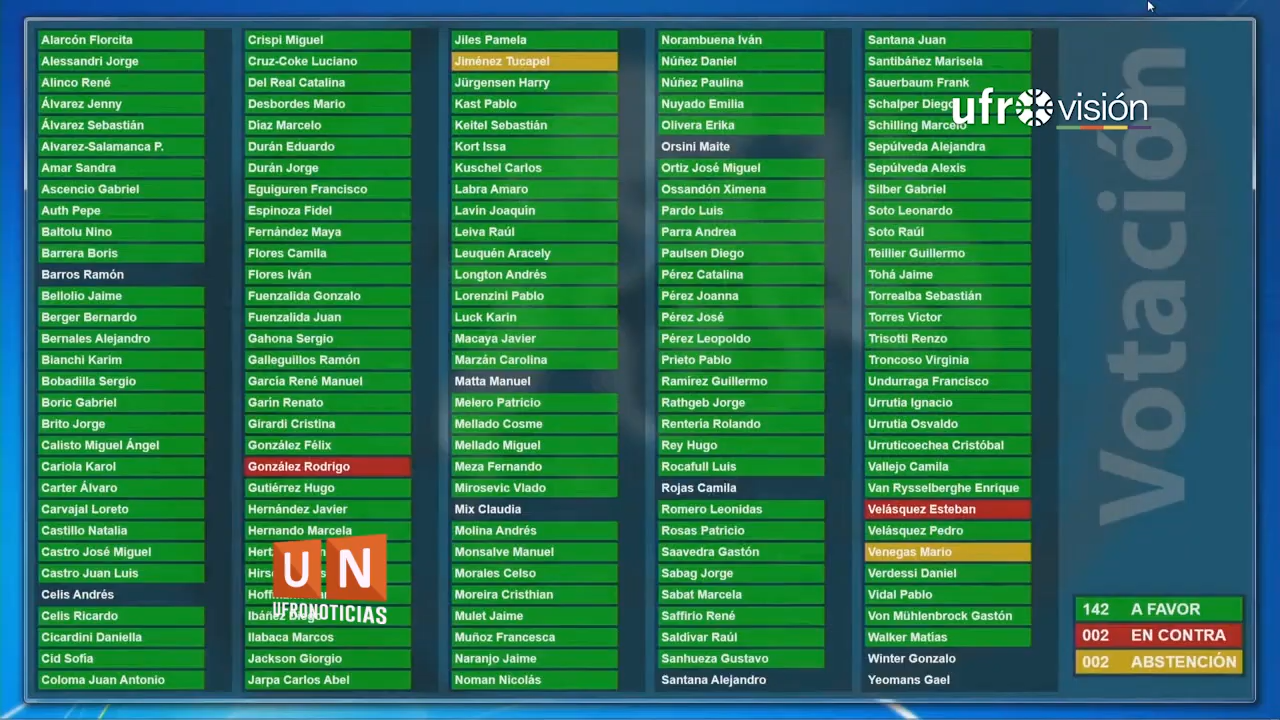 Alarcón Florcita
Alessandri Jorge
Alinco René
Álvarez Jenny
Álvarez Sebastián
Alvarez-Salamanca P.
Amar Sandra
Ascencio Gabriel
Auth Pepe
Baltolu Nino
Barrera Boris
Barros Ramón
Bellolio Jaime
Berger Bernardo
Bernales Alejandro
Bianchi Karim
Bobadilla Sergio
Boric Gabriel
Brito Jorge
Calisto Miguel Ángel
Cariola Karol
Carter Álvaro
Carvajal Loreto
Castillo Natalia
Castro José Miguel
Castro Juan Luis
Celis Andrés
Celis Ricardo
Cicardini Daniella
Cid Sofía
Coloma Juan Antonio
Crispi Miguel
Cruz-Coke Luciano
Del Real Catalina
Desbordes Mario
Díaz Marcelo
Durán Eduardo
Durán Jorge
Eguiguren Francisco
Espinoza Fidel
Fernández Maya
Flores Camila
Flores Iván
Fuenzalida Gonzalo
Fuenzalida Juan
Gahona Sergio
Galleguillos Ramón
García René Manuel
Garín Renato
Girardi Cristina
González Félix
González Rodrigo
Gutiérrez Hugo
Hernández Javier
Hernando Marcela
Ibáñez Diego
Ilabaca Marcos
Jackson Giorgio
Jarpa Carlos Abel
Jiles Pamela
Jiménez Tucapel
Jürgensen Harry
Kast Pablo
Keitel Sebastián
Kort Issa
Kuschel Carlos
Labra Amaro
Lavín Joaquín
Leiva Raúl
Leuquén Aracely
Longton Andrés
Lorenzini Pablo
Luck Karin
Macaya Javier
Marzán Carolina
Matta Manuel
Melero Patricio
Mellado Cosme
Mellado Miguel
Meza Fernando
Mirosevic Vlado
Mix Claudia
Molina Andrés
Monsalve Manuel
Morales Celso
Moreira Cristhian
Mulet Jaime
Muñoz Francesca
Naranjo Jaime
Noman Nicolás
Norambuena Iván
Núñez Daniel
Núñez Paulina
Nuyado Emilia
Olivera Erika
Orsini Maite
Ortiz José Miguel
Ossandón Ximena
Pardo Luis
Parra Andrea
Paulsen Diego
Pérez Catalina
Pérez Joanna
Pérez José
Pérez Leopoldo
Prieto Pablo
Ramírez Guillermo
Rathgeb Jorge
Rentería Rolando
Rey Hugo
Rocafull Luis
Rojas Camila
Romero Leonidas
Rosas Patricio
Saavedra Gastón
Sabag Jorge
Sabat Marcela
Saffirio René
Saldivar Raúl
Sanhueza Gustavo
Santana Alejandro
Santana Juan
Santibáñez Marisela
Sauerbaum Frank
Schalper Diego
Schilling Marcelo
Sepúlveda Alejandra
Sepúlveda Alexis
Silber Gabriel
Soto Leonardo
Soto Raúl
Teillier Guillermo
Tohá Jaime
Torrealba Sebastián
Torres Víctor
Trisotti Renzo
Troncoso Virginia
Undurraga Francisco
Urrutia Ignacio
Urrutia Osvaldo
Urruticoechea Cristóbal
Vallejo Camila
Van Rysselberghe Enrique
Velásquez Esteban
Velásquez Pedro
Venegas Mario
Verdessi Daniel
Vidal Pablo
Von Mühlenbrock Gastón
Walker Matías
Winter Gonzalo
Yeomans Gael
ufro visión
Votación
142 A FAVOR
002 EN CONTRA
002 ABSTENCIÓN
UN
UFRONOTICIAS